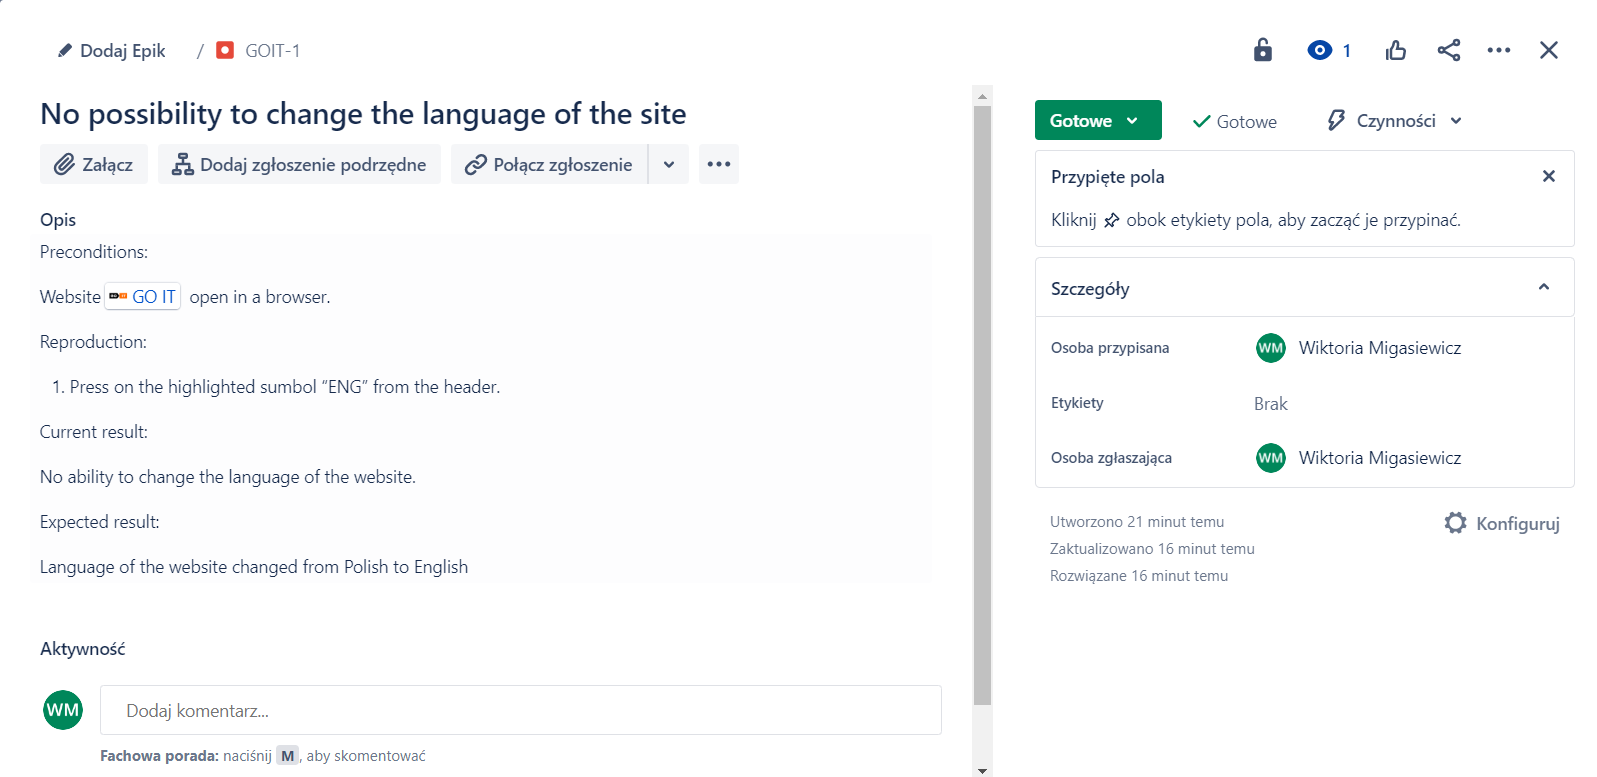 Dodaj Epik / GOIT-1
1
No possibility to change the language of the site
Załącz
Dodaj zgłoszenie podrzędne
Połącz zgłoszenie
Opis
Preconditions:
Website GO IT open in a browser.
Reproduction:
1. Press on the highlighted sumbol “ENG” from the header.
Current result:
No ability to change the language of the website.
Expected result:
Language of the website changed from Polish to English
Aktywność
WM
Dodaj komentarz...
Fachowa porada: naciśnij M, aby skomentować
Gotowe
Gotowe
Czynności
Przypięte pola
Kliknij obok etykiety pola, aby zacząć je przypinać.
Szczegóły
Osoba przypisana WM Wiktoria Migasiewicz
Etykiety Brak
Osoba zgłaszająca WM Wiktoria Migasiewicz
Utworzono 21 minut temu
Zaktualizowano 16 minut temu
Rozwiązane 16 minut temu
Konfiguruj